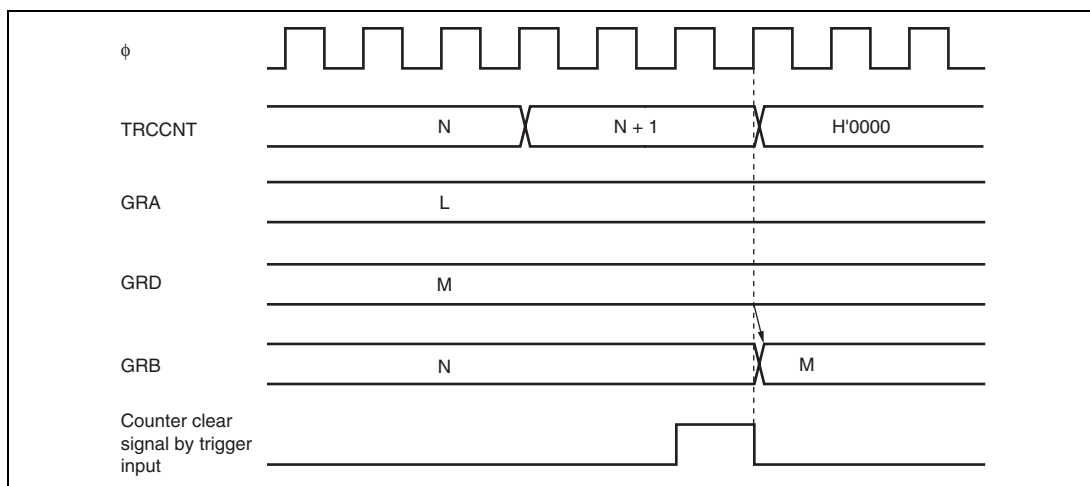 ϕ
TRCCNT N N + 1 H'0000
GRA L
GRD M
GRB N M
Counter clear
signal by trigger
input